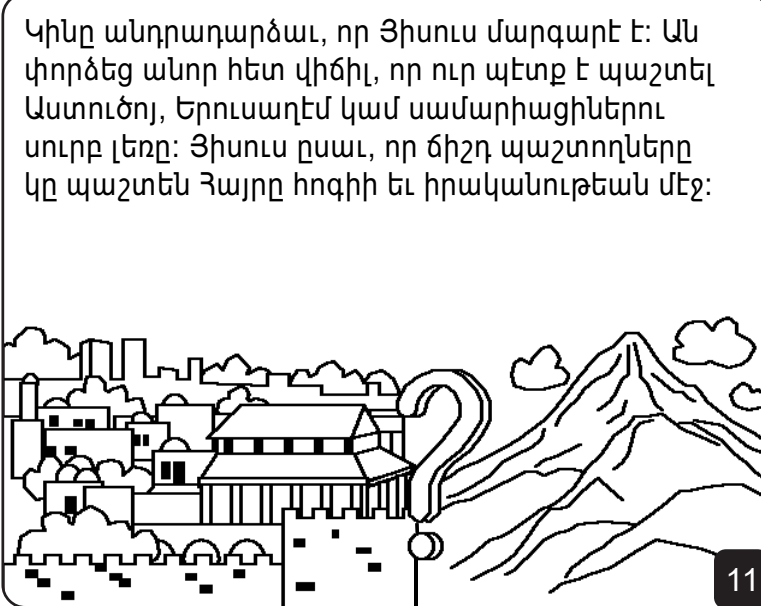 Կինը անդրադարձաւ, որ Յիսուս մարգարէ է: Ան
փորձեց անոր հետ վիճիլ, որ ուր պէտք է պաշտել
Աստուծոյ, Երուսաղէմ կամ սամարիացիներու
սուրբ լեռը: Յիսուս ըսաւ, որ ճիշդ պաշտողները
կը պաշտեն Հայրը հոգիի եւ իրականութեան մէջ:
11